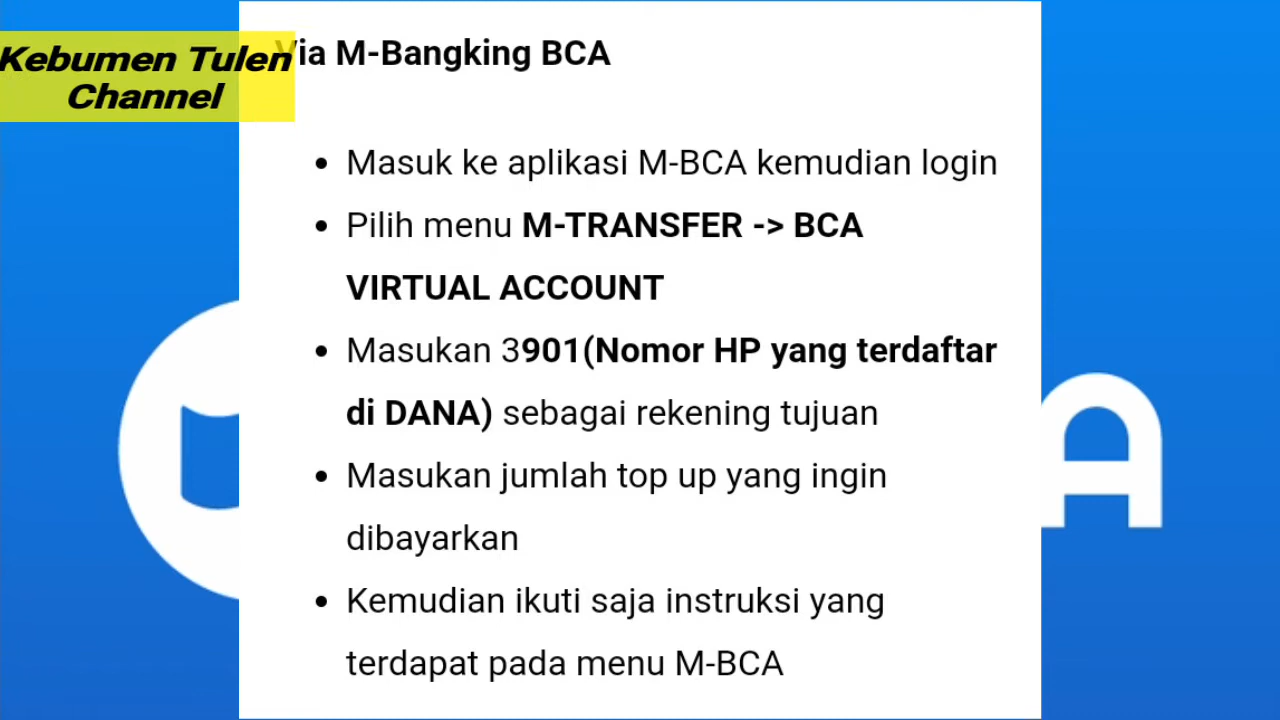 Kebumen Tulen
Channel
Via M-Bangking BCA
• Masuk ke aplikasi M-BCA kemudian login
• Pilih menu M-TRANSFER -> BCA
VIRTUAL ACCOUNT
• Masukan 3901(Nomor HP yang terdaftar
di DANA) sebagai rekening tujuan
• Masukan jumlah top up yang ingin
dibayarkan
• Kemudian ikuti saja instruksi yang
terdapat pada menu M-BCA
A